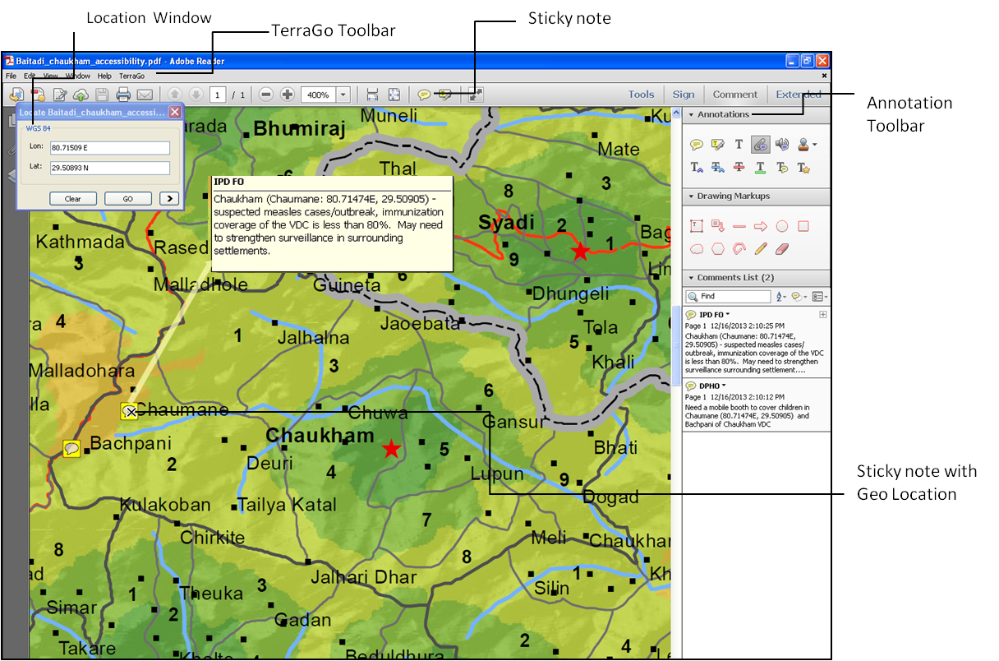 Location  Window
TerraGo Toolbar
Sticky note
Annotation
Toolbar
Sticky note with
Geo Location
Baitadi_chaukham_accessibility.pdf - Adobe Reader
File Edit View Window Help TerraGo
1 / 1
400%
Tools
Sign
Comment
Extended
Locate Baitadi_chaukham_accessi...
WGS 84
Lon: 80.71509 E
Lat: 29.50893 N
Clear
GO
IPD FO
Chaukham (Chaumane: 80.71474E, 29.50905) -
suspected measles cases/outbreak, immunization
coverage of the VDC is less than 80%.  May need
to strengthen surveillance in surrounding
settlements.
Annotations
Drawing Markups
Comments List (2)
Find
IPD FO
Page 1  12/16/2013 2:10:25 PM
Chaukham (Chaumane: 80.71474E,
29.50905) - suspected measles cases/
outbreak, immunization coverage of the VDC
is less than 80%.  May need to strengthen
surveillance surrounding settlement....
DPHO
Page 1  12/16/2013 2:10:12 PM
Need a mobile booth to cover children in
Chaumane (80.71474E, 29.50905)  and
Bachpani of Chaukham VDC
arada
Bhumiraj
Muneli
Ku
Mate
Thal
6
3
8
Kathmada
3
Rased
Syadi
2
1
Bag
9
Lim
Malladhole
Guineta
6
Dhungeli
ra
4
1
Jalhalna
Jaoebata
Tola
5
Khali
3
Malladohara
lla
6
Chaumane
Chuwa
Gansur
Chaukham
Bachpani
5
Bhati
2
Deuri
4
Lupun
9
Dogad
Kulakoban
Tailya Katal
7
Chirkite
Meli
Chaukhar
8
8
ad
Jalhari Dhar
1
Kh
1
Theuka
3
Silin
Simar
2
Gadan
Takare
2
4
Kholte
1
Beduldhura
Le